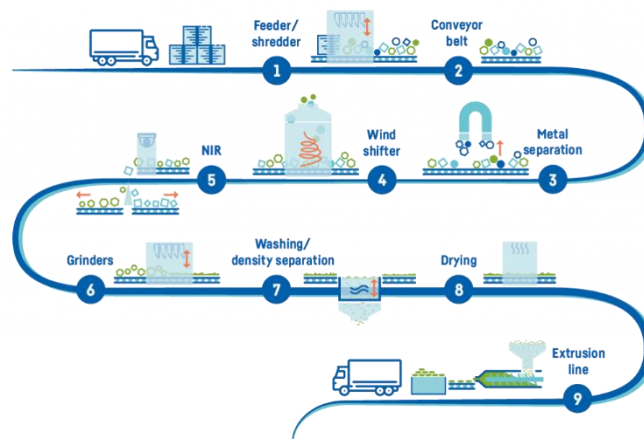 Feeder/
shredder
1
Conveyor
belt
2
Metal
separation
3
Wind
shifter
4
NIR
5
Grinders
6
Washing/
density separation
7
Drying
8
Extrusion
line
9